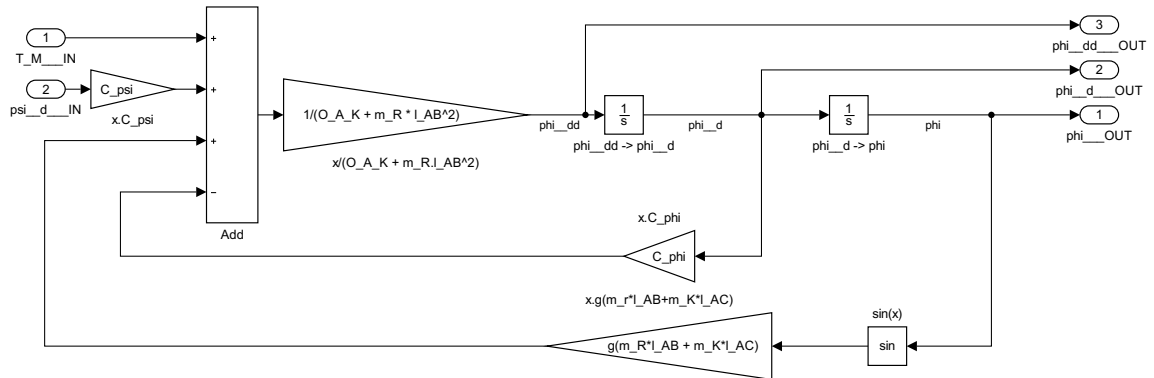 1
T_M___IN
2
psi__d___IN
C_psi
x.C_psi
+
+
+
−
Add
1/(O_A_K + m_R * l_AB^2)
x/(O_A_K + m_R.l_AB^2)
phi__dd
1
s
phi__dd -> phi__d
phi__d
1
s
phi__d -> phi
phi
3
phi__dd___OUT
2
phi__d___OUT
1
phi___OUT
x.C_phi
C_phi
x.g(m_r*l_AB+m_K*l_AC)
g(m_R*l_AB + m_K*l_AC)
sin(x)
sin